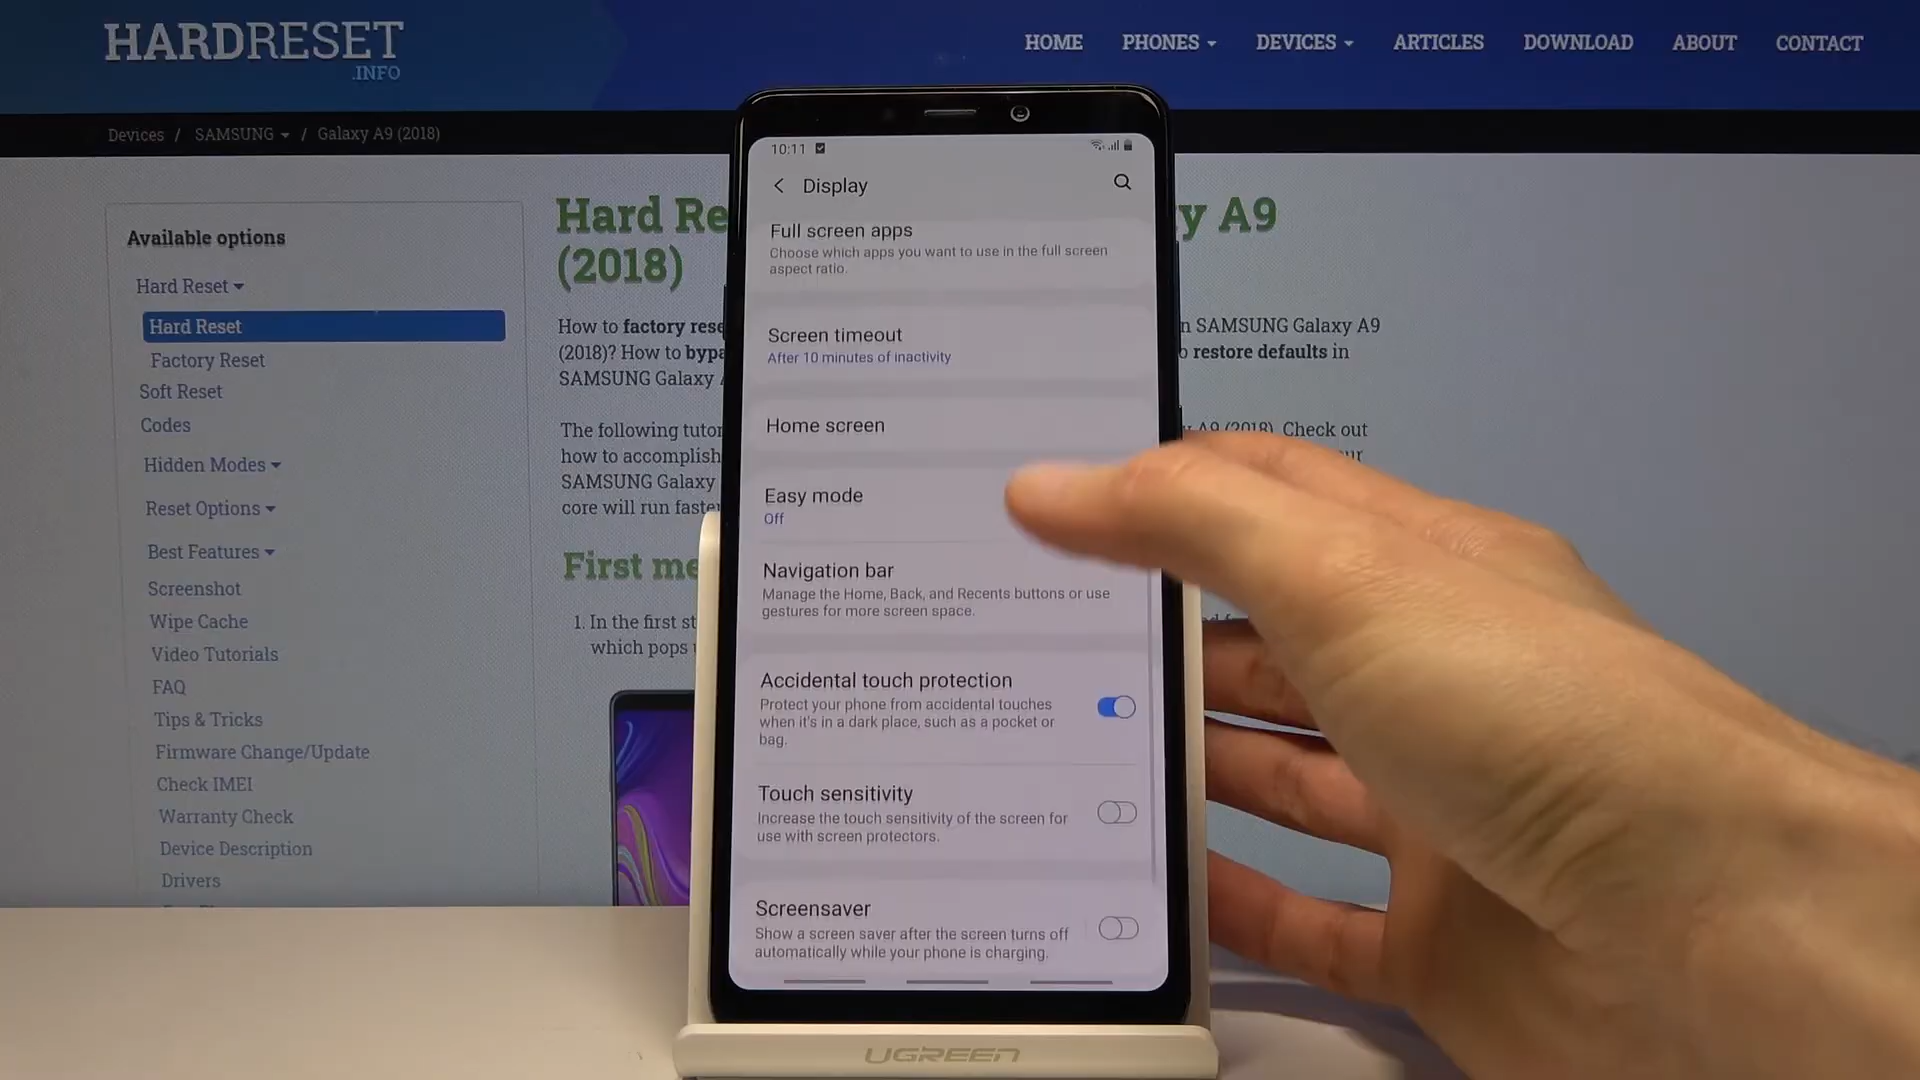 HARDRESET
.INFO
HOME PHONES DEVICES ARTICLES DOWNLOAD ABOUT CONTACT
Devices / SAMSUNG / Galaxy A9 (2018)
Available options
Hard Reset
Hard Reset
Factory Reset
Soft Reset
Codes
Hidden Modes
Reset Options
Best Features
Screenshot
Wipe Cache
Video Tutorials
FAQ
Tips & Tricks
Firmware Change/Update
Check IMEI
Warranty Check
Device Description
Drivers
Hard Re
y A9
(2018)
How to factory rese
n SAMSUNG Galaxy A9
(2018)? How to bypa
o restore defaults in
SAMSUNG Galaxy
The following tutor
A9 (2018). Check out
how to accomplish
ur
SAMSUNG Galaxy
core will run faster
First me
1. In the first st
which pops
10:11
Display
Full screen apps
Choose which apps you want to use in the full screen
aspect ratio.
Screen timeout
After 10 minutes of inactivity
Home screen
Easy mode
Off
Navigation bar
Manage the Home, Back, and Recents buttons or use
gestures for more screen space.
Accidental touch protection
Protect your phone from accidental touches
when it's in a dark place, such as a pocket or
bag.
Touch sensitivity
Increase the touch sensitivity of the screen for
use with screen protectors.
Screensaver
Show a screen saver after the screen turns off
automatically while your phone is charging.
UGREEN